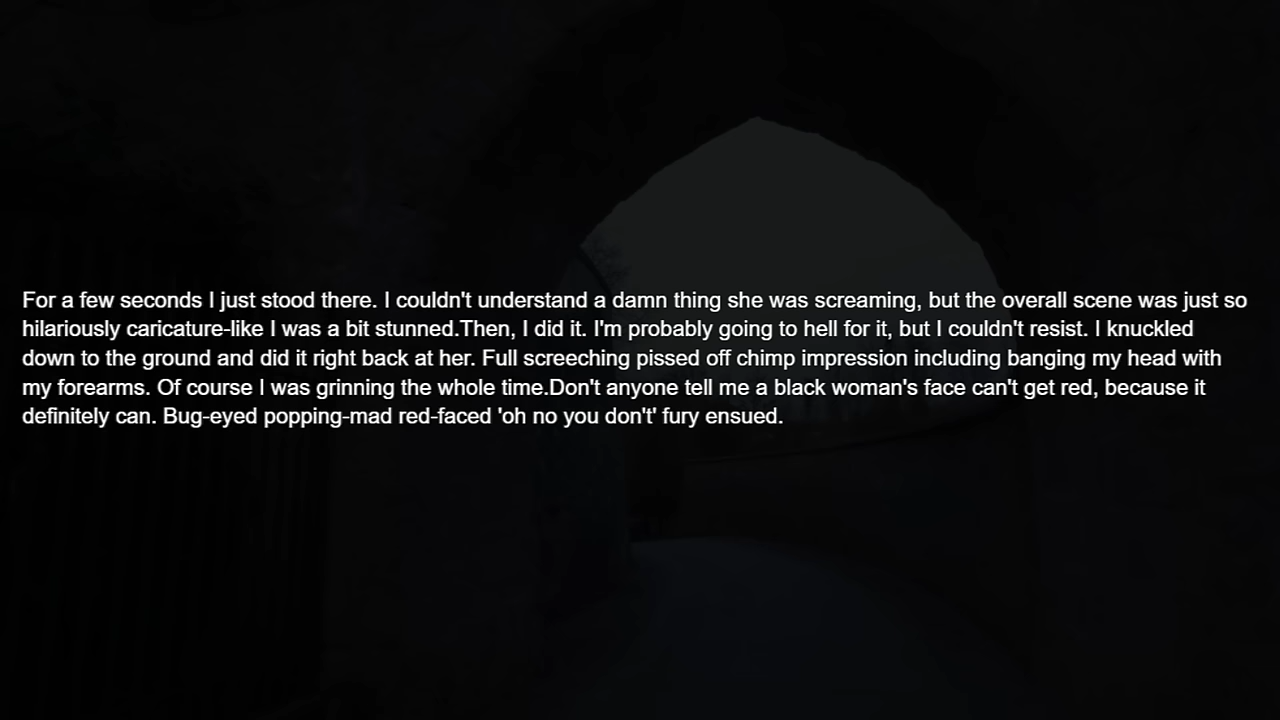 For a few seconds I just stood there. I couldn't understand a damn thing she was screaming, but the overall scene was just so
hilariously caricature-like I was a bit stunned.Then, I did it. I'm probably going to hell for it, but I couldn't resist. I knuckled
down to the ground and did it right back at her. Full screeching pissed off chimp impression including banging my head with
my forearms. Of course I was grinning the whole time.Don't anyone tell me a black woman's face can't get red, because it
definitely can. Bug-eyed popping-mad red-faced 'oh no you don't' fury ensued.